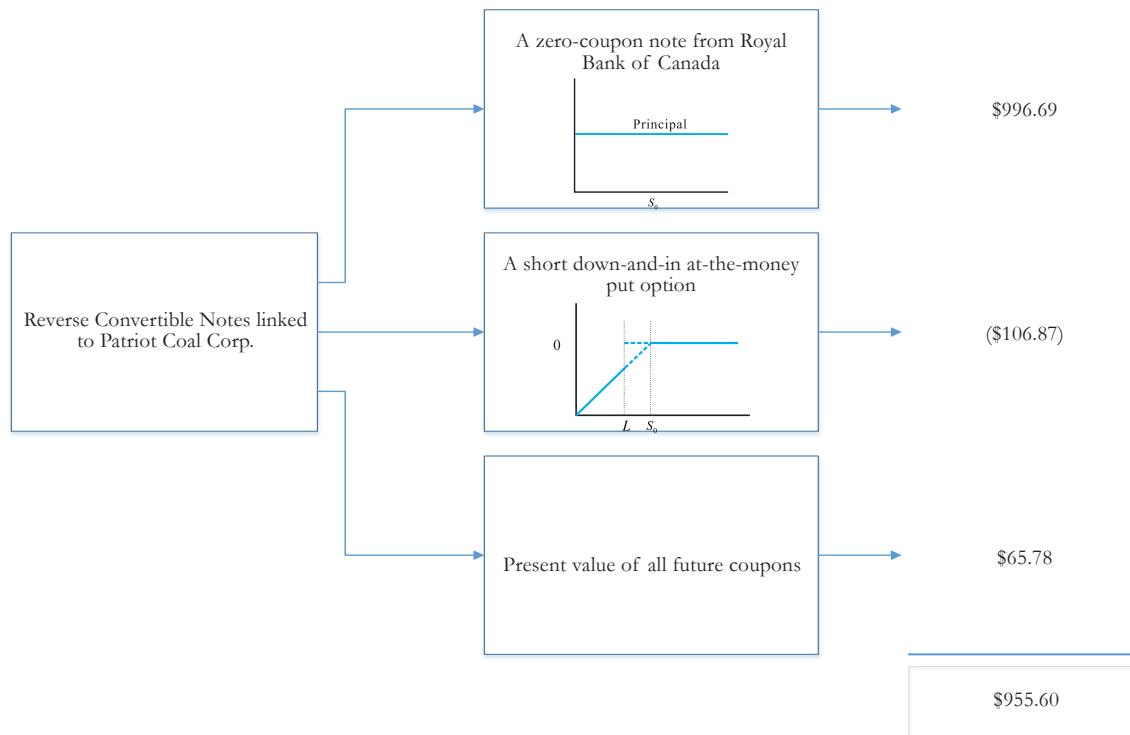 A zero-coupon note from Royal
Bank of Canada
Principal
S₀
$996.69
Reverse Convertible Notes linked
to Patriot Coal Corp.
A short down-and-in at-the-money
put option
0
L S₀
($106.87)
Present value of all future coupons
$65.78
$955.60